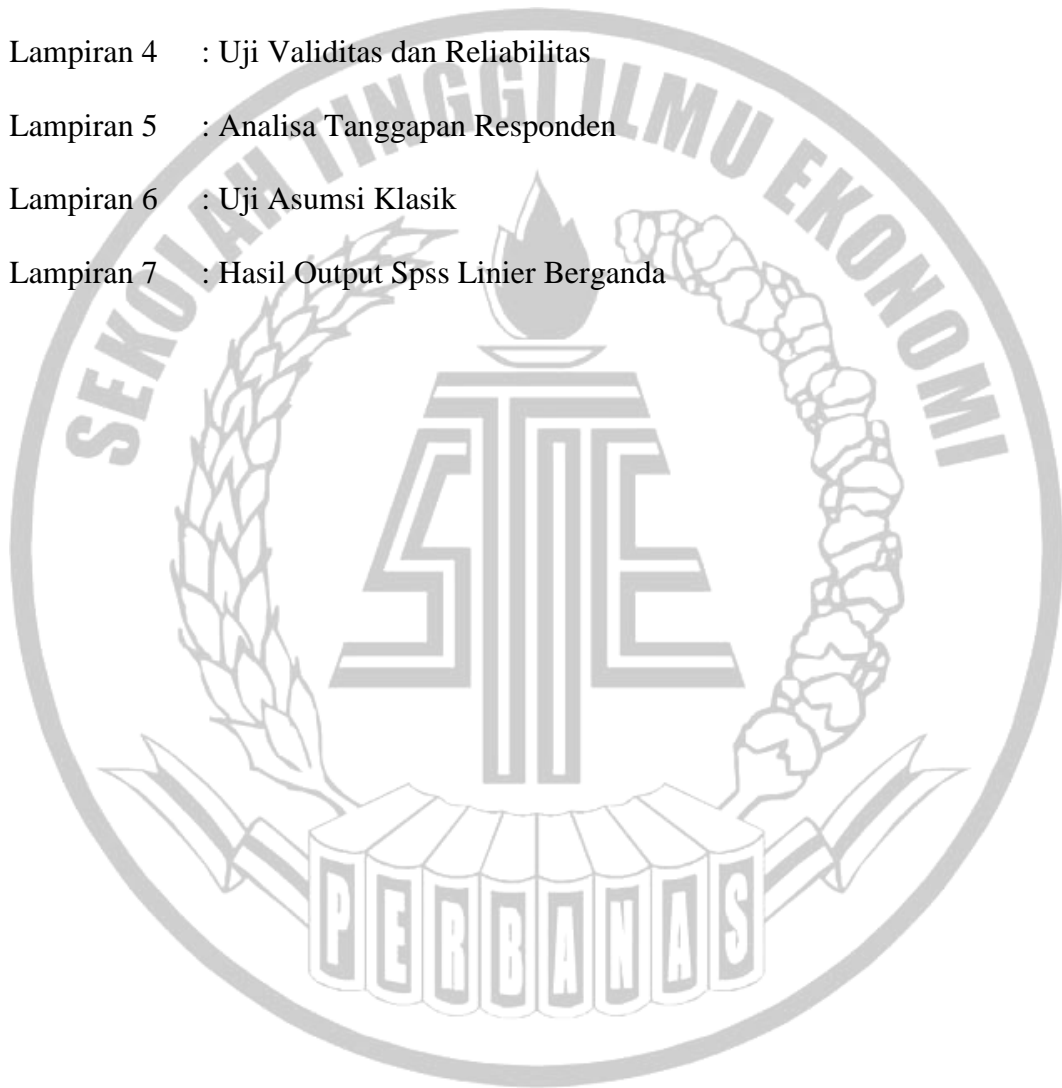 Lampiran 4 : Uji Validitas dan Reliabilitas
Lampiran 5 : Analisa Tanggapan Responden
Lampiran 6 : Uji Asumsi Klasik
Lampiran 7 : Hasil Output Spss Linier Berganda
SEKOLAH TINGGI ILMU EKONOMI
STIE
PERBANAS